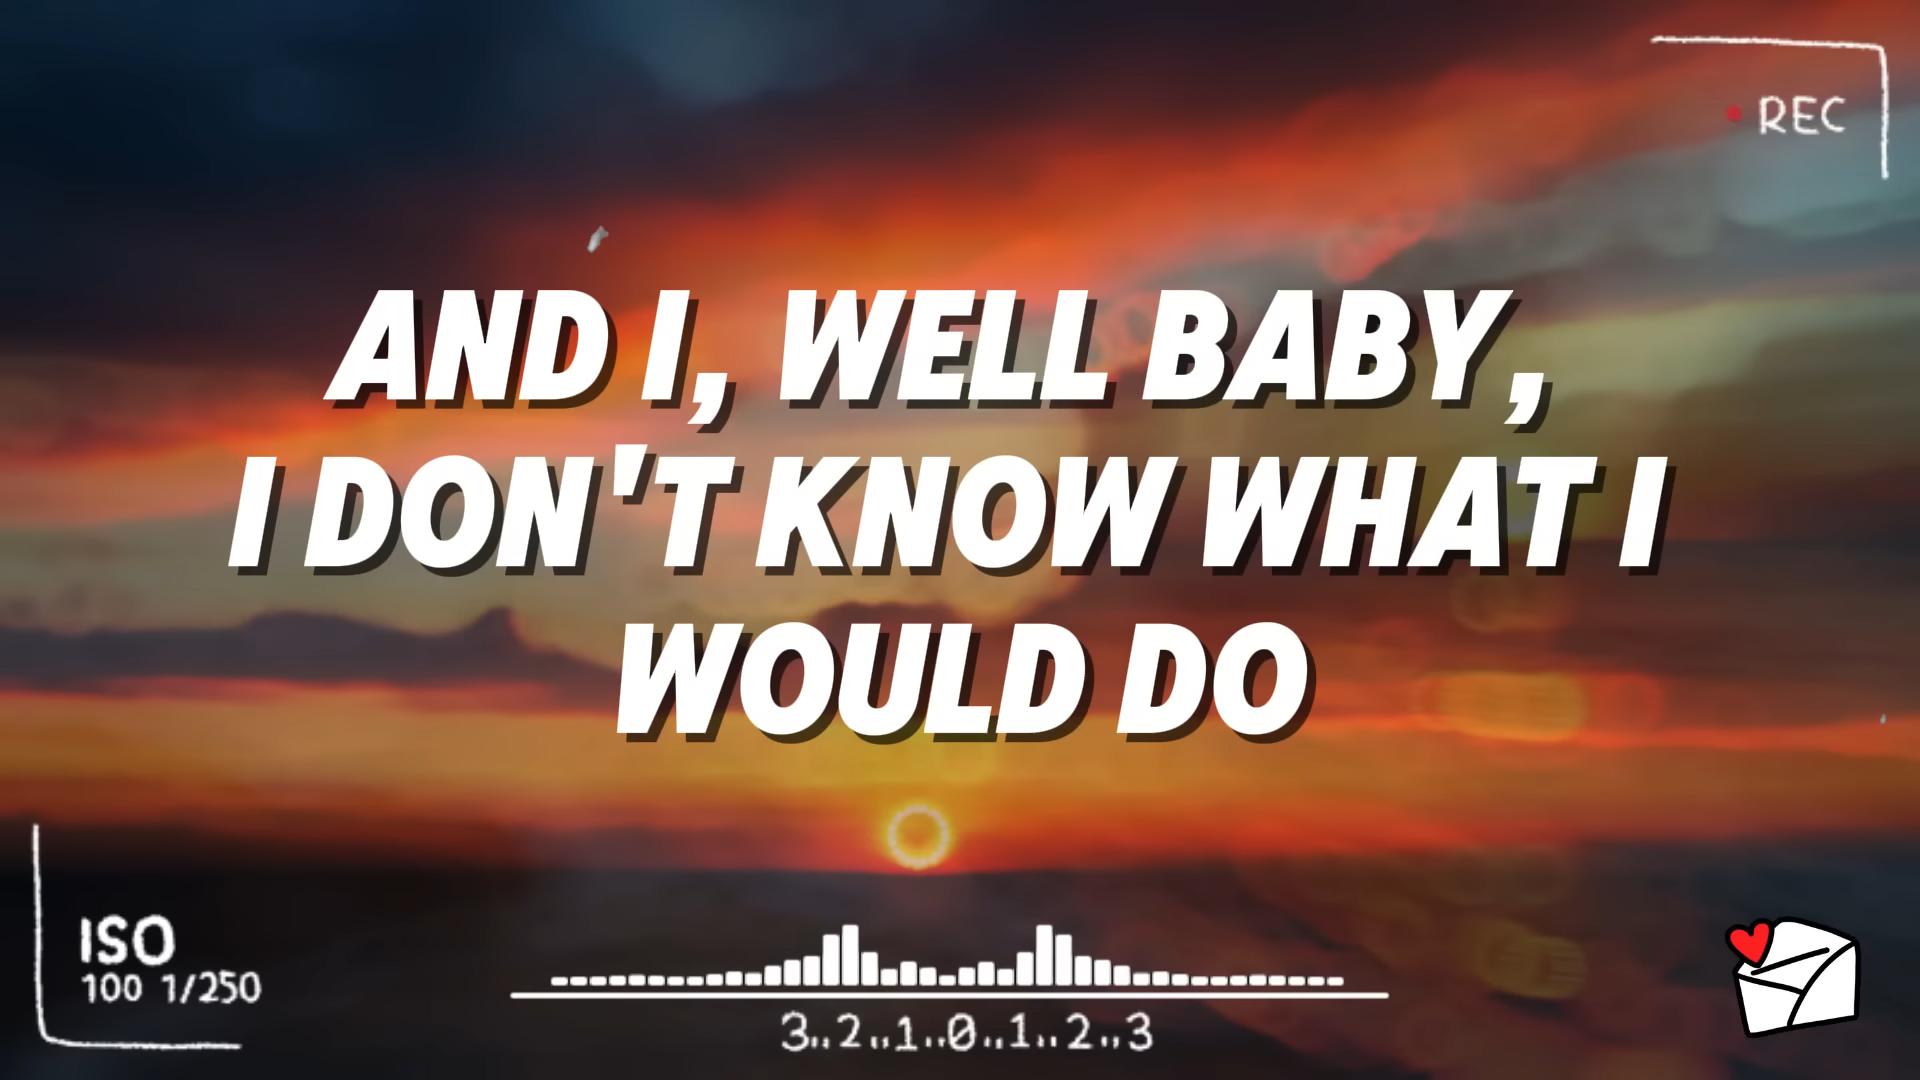 REC
AND I, WELL BABY,
I DON'T KNOW WHAT I
WOULD DO
ISO
100 1/250
3..2..1..0..1..2..3